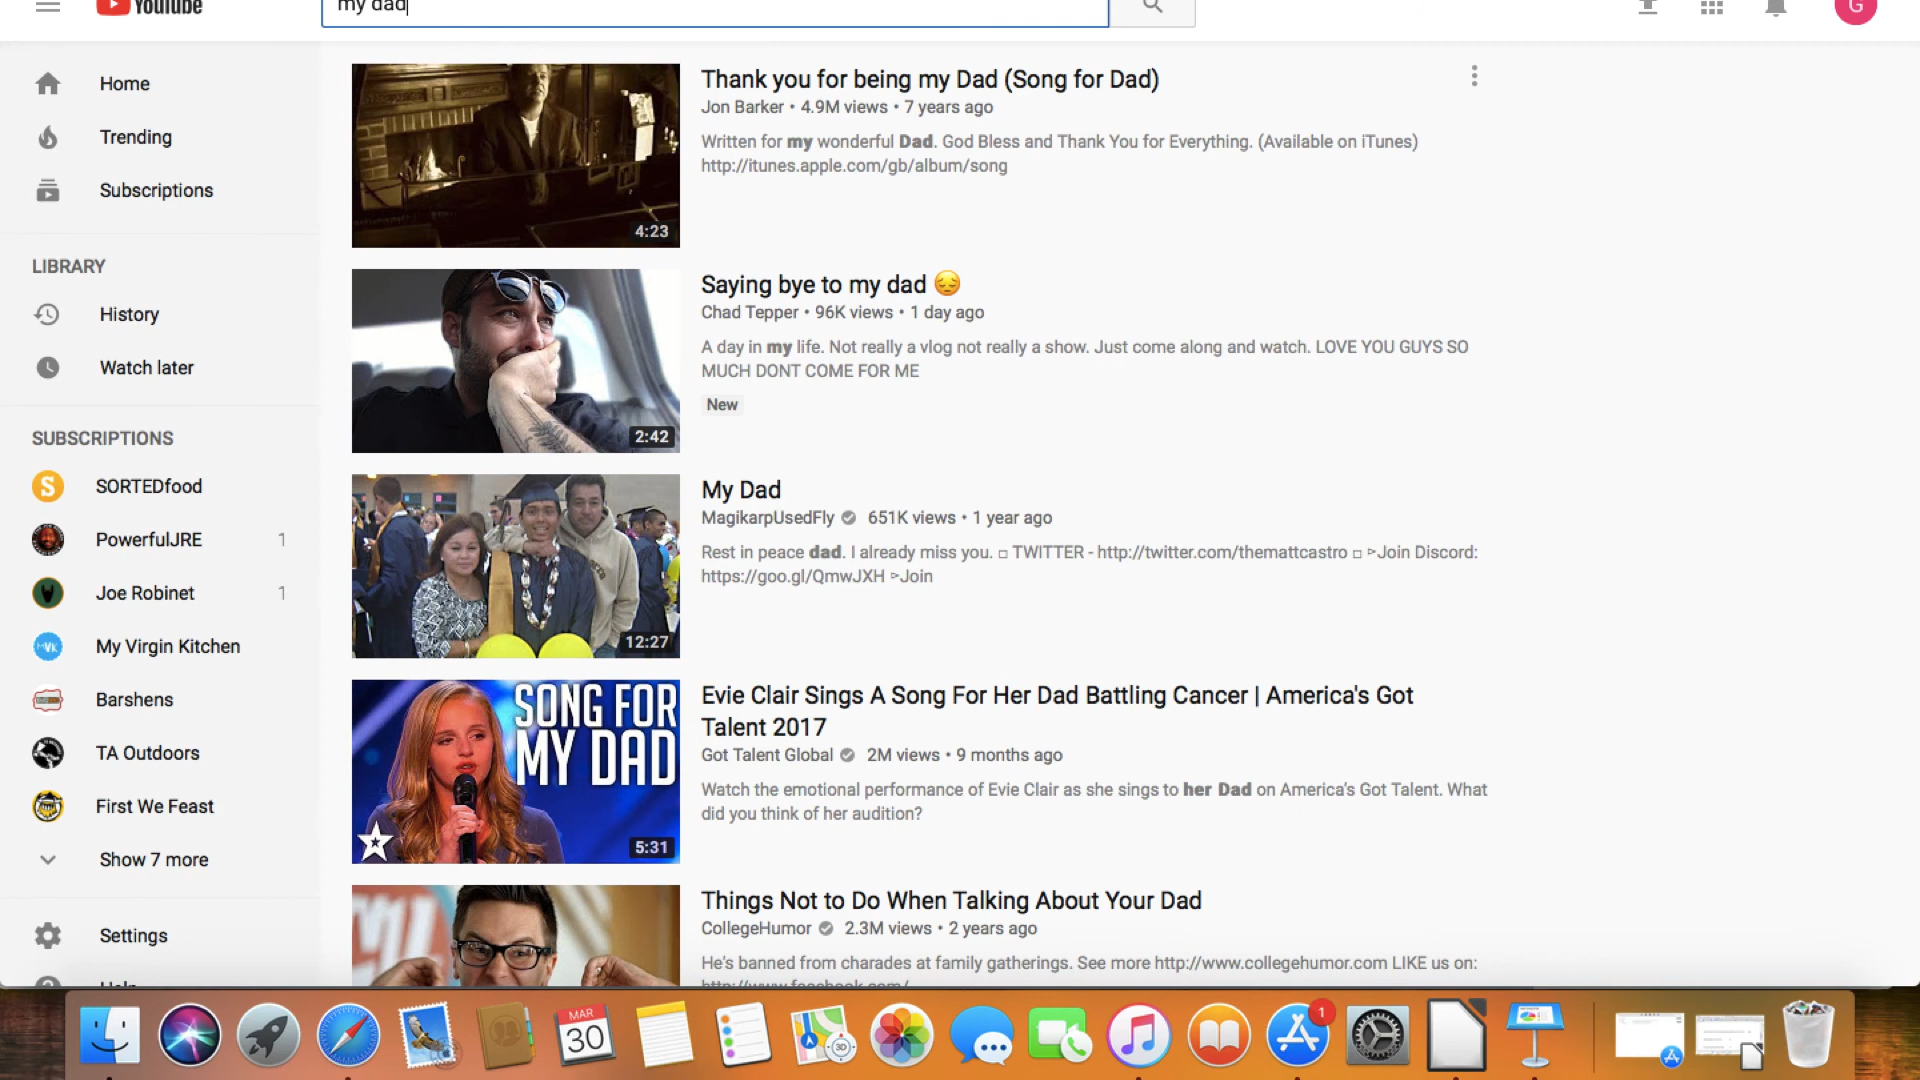 YouTube
my dad
G
Home
Trending
Subscriptions
LIBRARY
History
Watch later
SUBSCRIPTIONS
SORTEDfood
PowerfulJRE 1
Joe Robinet 1
My Virgin Kitchen
Barshens
TA Outdoors
First We Feast
Show 7 more
Settings
Help
Thank you for being my Dad (Song for Dad)
Jon Barker • 4.9M views • 7 years ago
Written for my wonderful Dad. God Bless and Thank You for Everything. (Available on iTunes)
http://itunes.apple.com/gb/album/song
4:23
Saying bye to my dad 😔
Chad Tepper • 96K views • 1 day ago
A day in my life. Not really a vlog not really a show. Just come along and watch. LOVE YOU GUYS SO
MUCH DONT COME FOR ME
New
2:42
My Dad
MagikarpUsedFly 651K views • 1 year ago
Rest in peace dad. I already miss you. □ TWITTER - http://twitter.com/themattcastro □ ⊳Join Discord:
https://goo.gl/QmwJXH ⊳Join
12:27
SONG FOR
MY DAD
5:31
Evie Clair Sings A Song For Her Dad Battling Cancer | America's Got
Talent 2017
Got Talent Global 2M views • 9 months ago
Watch the emotional performance of Evie Clair as she sings to her Dad on America's Got Talent. What
did you think of her audition?
Things Not to Do When Talking About Your Dad
CollegeHumor 2.3M views • 2 years ago
He's banned from charades at family gatherings. See more http://www.collegehumor.com LIKE us on:
http://www.facebook.com/
MAR
30
3D
1